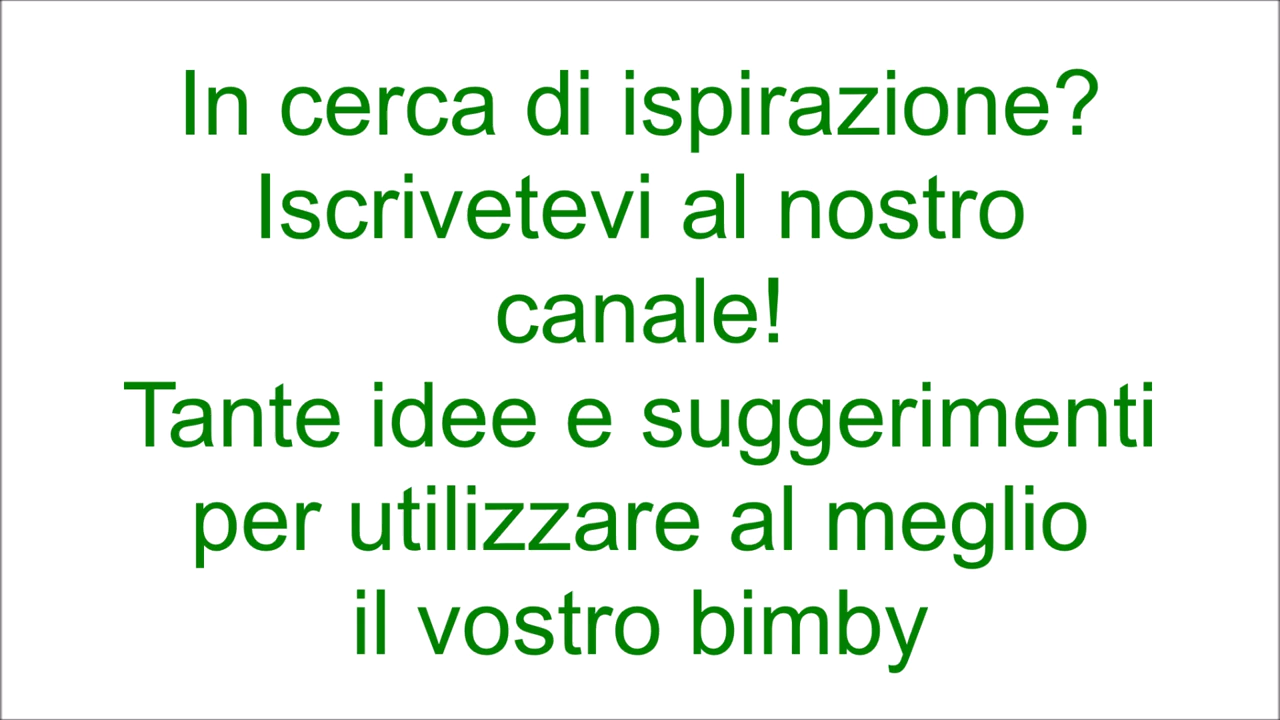 In cerca di ispirazione?
Iscrivetevi al nostro
canale!
Tante idee e suggerimenti
per utilizzare al meglio
il vostro bimby